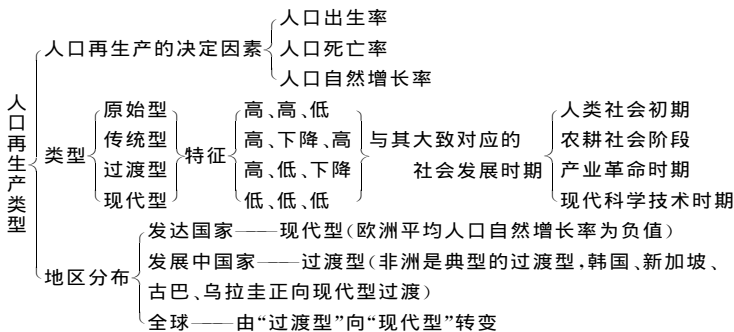 人口再生产类型
人口再生产的决定因素
人口出生率
人口死亡率
人口自然增长率
类型
原始型
传统型
过渡型
现代型
特征
高、高、低
高、下降、高
高、低、下降
低、低、低
与其大致对应的
社会发展时期
人类社会初期
农耕社会阶段
产业革命时期
现代科学技术时期
地区分布
发达国家——现代型(欧洲平均人口自然增长率为负值)
发展中国家——过渡型(非洲是典型的过渡型,韩国、新加坡、
古巴、乌拉圭正向现代型过渡)
全球——由“过渡型”向“现代型”转变